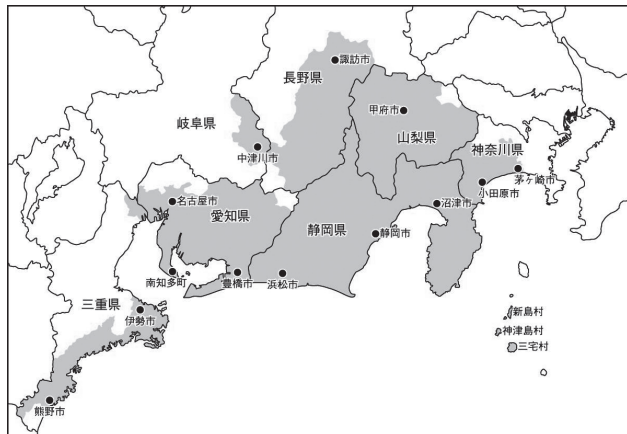 諏訪市
長野県
甲府市
岐阜県
山梨県
神奈川県
中津川市
茅ヶ崎市
小田原市
名古屋市
沼津市
愛知県
静岡県
静岡市
南知多町
豊橋市
浜松市
三重県
新島村
伊勢市
神津島村
三宅村
熊野市